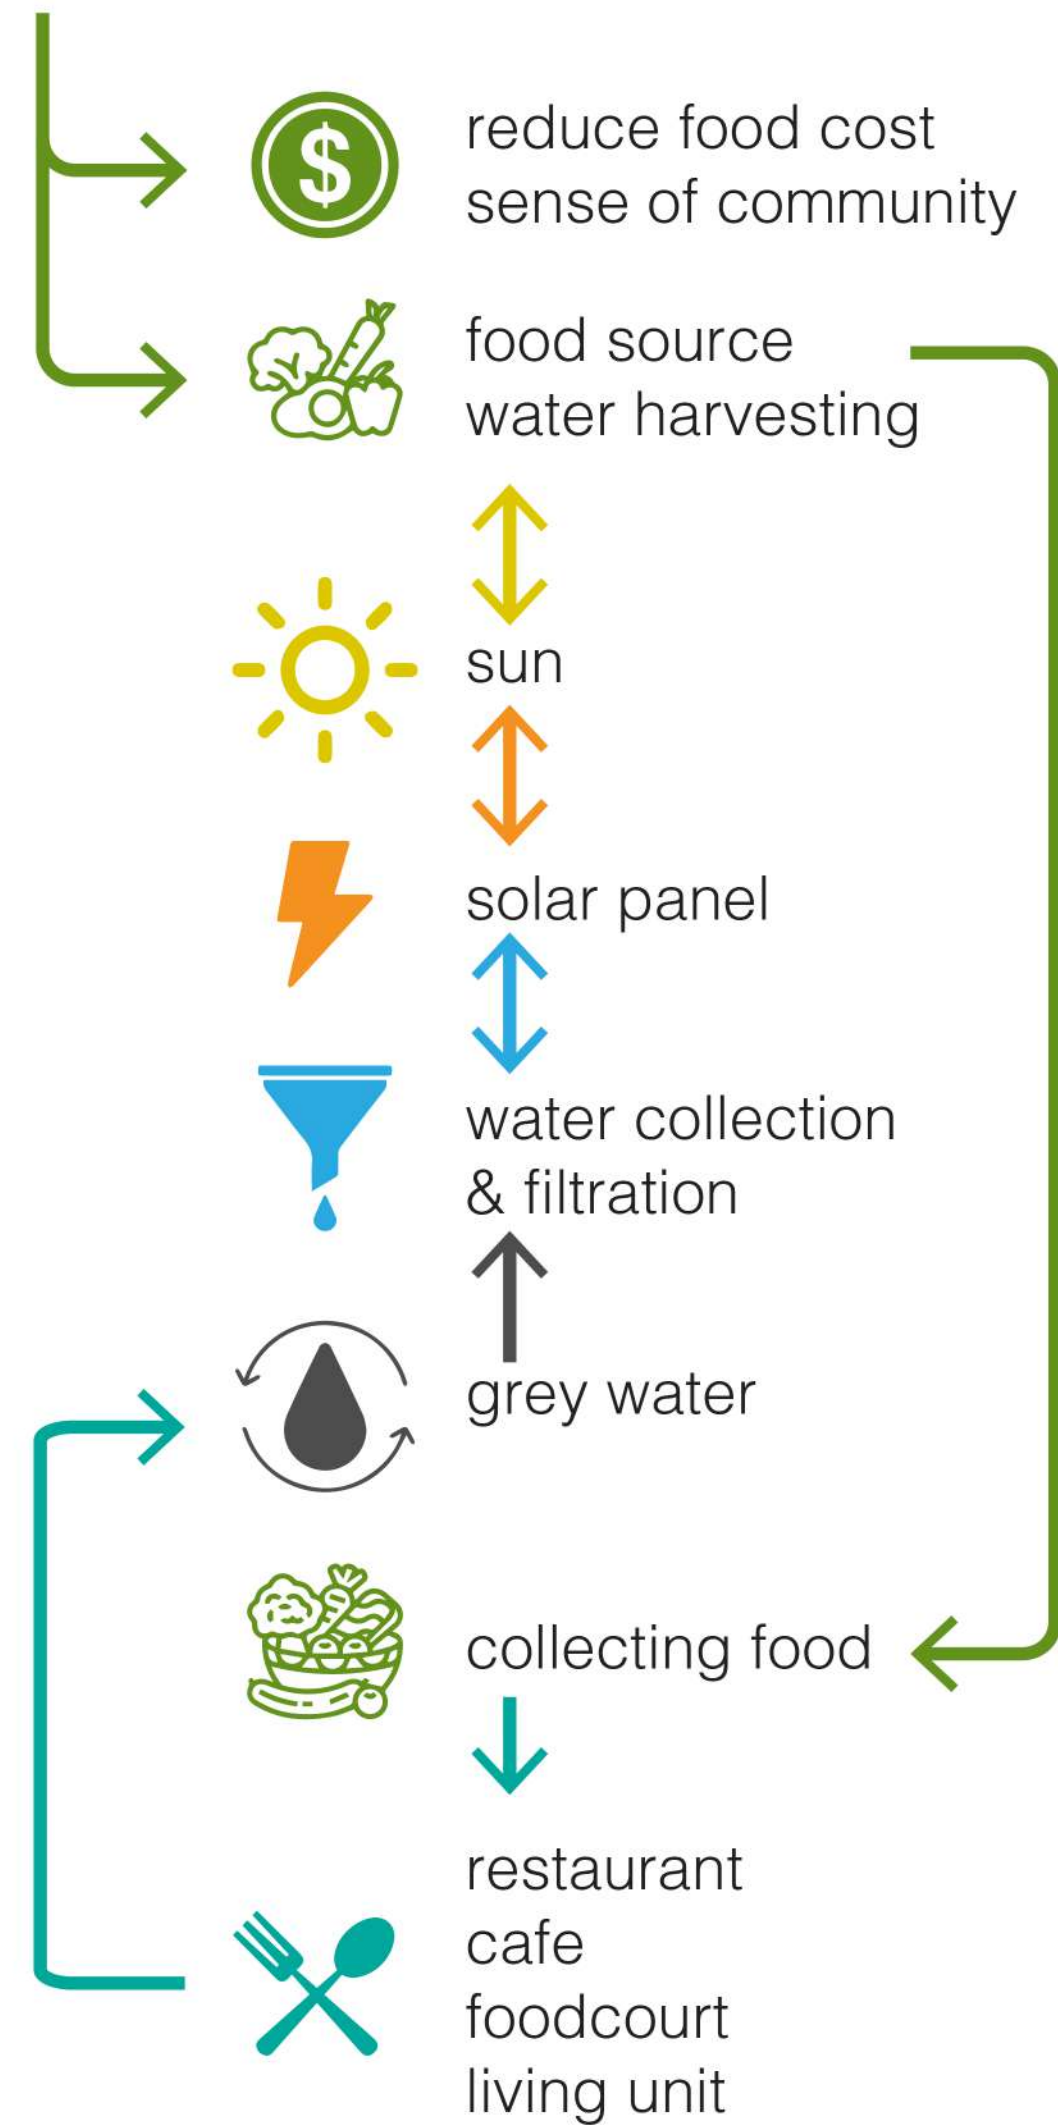 $
reduce food cost
sense of community
food source
water harvesting
sun
solar panel
water collection
& filtration
grey water
collecting food
restaurant
cafe
foodcourt
living unit